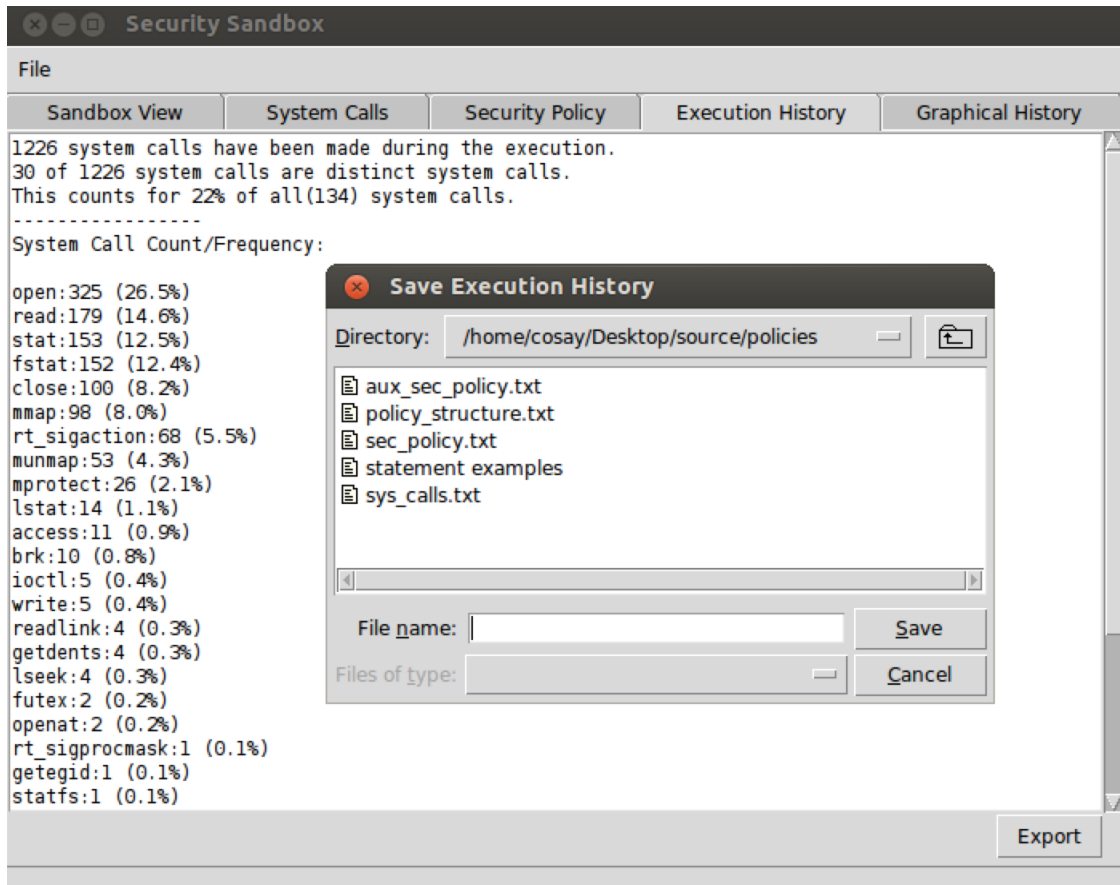 Security Sandbox
File
Sandbox View System Calls Security Policy Execution History Graphical History
1226 system calls have been made during the execution.
30 of 1226 system calls are distinct system calls.
This counts for 22% of all(134) system calls.
-----------------
System Call Count/Frequency:
open:325 (26.5%)
read:179 (14.6%)
stat:153 (12.5%)
fstat:152 (12.4%)
close:100 (8.2%)
mmap:98 (8.0%)
rt_sigaction:68 (5.5%)
munmap:53 (4.3%)
mprotect:26 (2.1%)
lstat:14 (1.1%)
access:11 (0.9%)
brk:10 (0.8%)
ioctl:5 (0.4%)
write:5 (0.4%)
readlink:4 (0.3%)
getdents:4 (0.3%)
lseek:4 (0.3%)
futex:2 (0.2%)
openat:2 (0.2%)
rt_sigprocmask:1 (0.1%)
getegid:1 (0.1%)
statfs:1 (0.1%)
Save Execution History
Directory: /home/cosay/Desktop/source/policies
aux_sec_policy.txt
policy_structure.txt
sec_policy.txt
statement examples
sys_calls.txt
File name: Save
Files of type: Cancel
Export